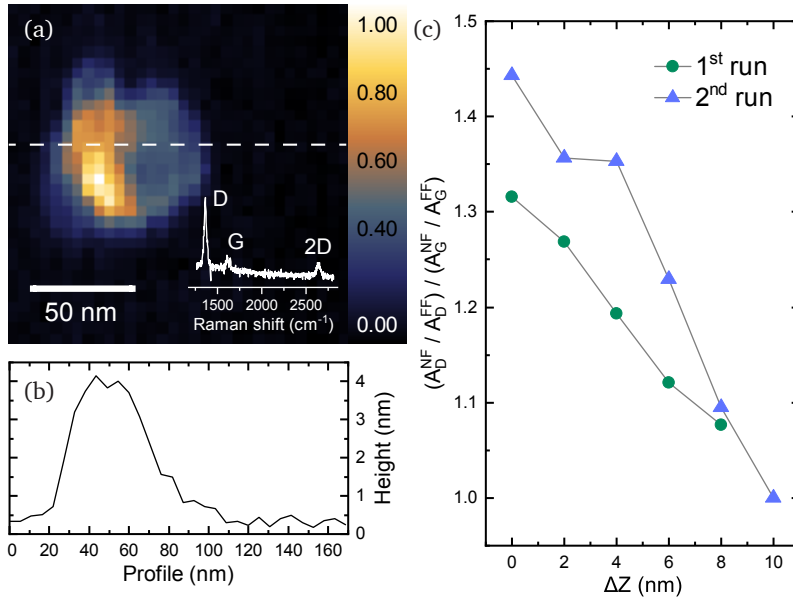 (a)
1.00
0.80
0.60
0.40
0.00
D
G
2D
1500 2000 2500
Raman shift (cm⁻¹)
50 nm
(b)
4
3
2
1
0
Height (nm)
0 20 40 60 80 100 120 140 160
Profile (nm)
(c)
1st run
2nd run
1.5
1.4
1.3
1.2
1.1
1.0
(A_D^NF / A_D^FF) / (A_G^NF / A_G^FF)
0 2 4 6 8 10
ΔZ (nm)